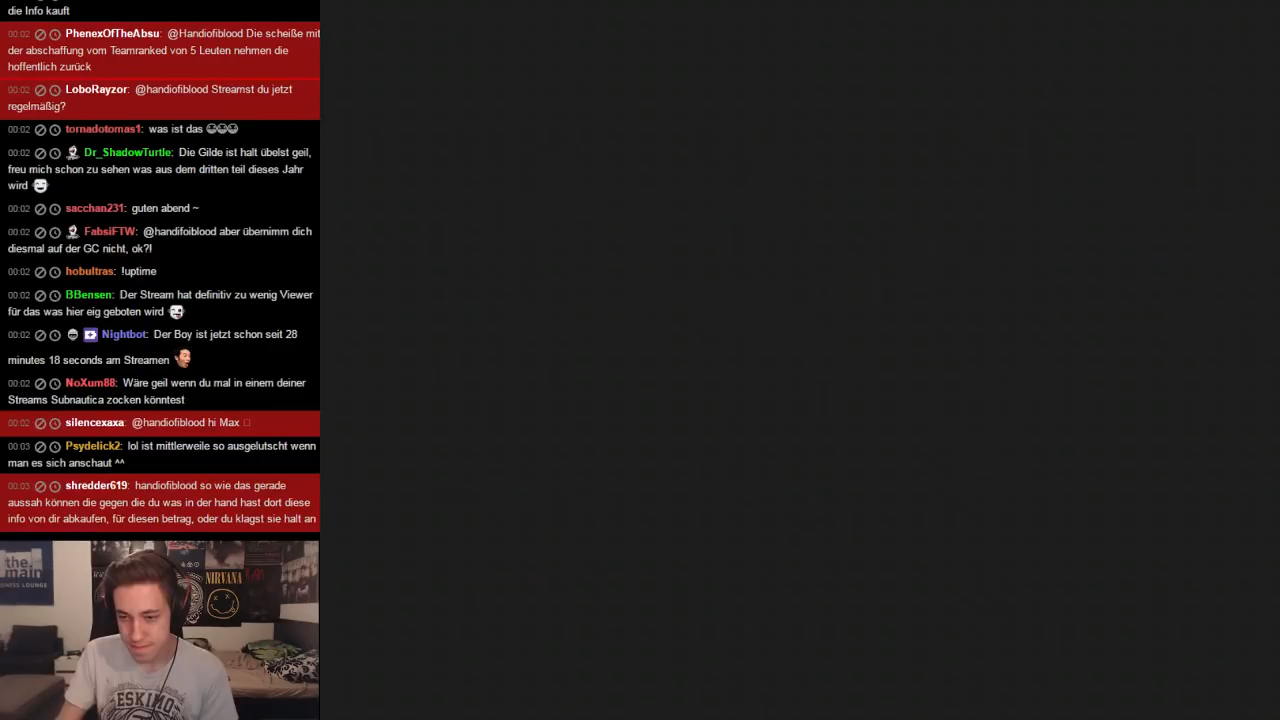 die Info kauft
00:02 PhenexOfTheAbsu: @Handiofiblood Die scheiße mit
der abschaffung vom Teamranked von 5 Leuten nehmen die
hoffentlich zurück
00:02 LoboRayzor: @handiofiblood Streamst du jetzt
regelmäßig?
00:02 tornadotomas1: was ist das
00:02 Dr_ShadowTurtle: Die Gilde ist halt übelst geil,
freu mich schon zu sehen was aus dem dritten teil dieses Jahr
wird
00:02 sacchan231: guten abend ~
00:02 FabsiFTW: @handifoiblood aber übernimm dich
diesmal auf der GC nicht, ok?!
00:02 hobultras: !uptime
00:02 BBensen: Der Stream hat definitiv zu wenig Viewer
für das was hier eig geboten wird
00:02 Nightbot: Der Boy ist jetzt schon seit 28
minutes 18 seconds am Streamen
00:02 NoXum88: Wäre geil wenn du mal in einem deiner
Streams Subnautica zocken könntest
00:02 silencexaxa: @handiofiblood hi Max □
00:03 Psydelick2: lol ist mittlerweile so ausgelutscht wenn
man es sich anschaut ^^
00:03 shredder619: handiofiblood so wie das gerade
aussah können die gegen die du was in der hand hast dort diese
info von dir abkaufen, für diesen betrag, oder du klagst sie halt an
the
main
BUSINESS LOUNGE
NIRVANA
ESKIMO